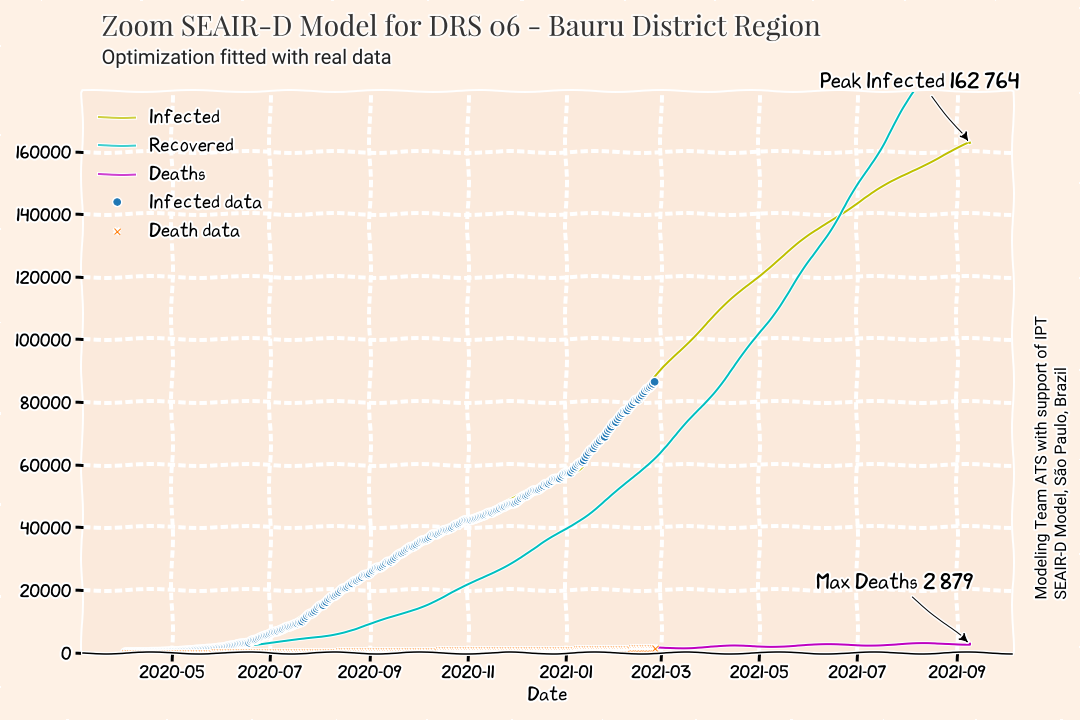 Zoom SEAIR-D Model for DRS 06 - Bauru District Region
Optimization fitted with real data
Peak Infected 162 764
Infected
Recovered
Deaths
Infected data
Death data
160000
140000
120000
100000
80000
60000
40000
20000
0
Max Deaths 2 879
2020-05
2020-07
2020-09
2020-11
2021-01
2021-03
2021-05
2021-07
2021-09
Date
Modeling Team ATS with support of IPT
SEAIR-D Model, São Paulo, Brazil